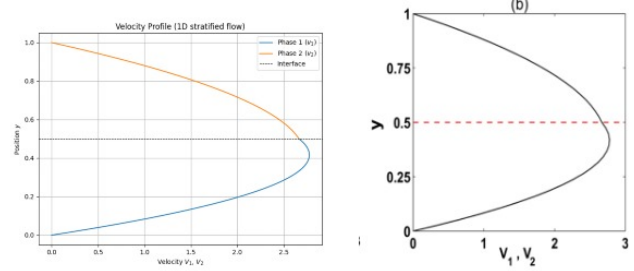 Velocity Profile (1D stratified flow)
Phase 1 (v₁)
Phase 2 (v₂)
Interface
1.0
0.8
0.6
0.4
0.2
0.0
Position y
0.0 0.5 1.0 1.5 2.0 2.5
Velocity v₁, v₂
(b)
1
0.75
0.5
0.25
0
y
0 1 2 3
V₁ , V₂